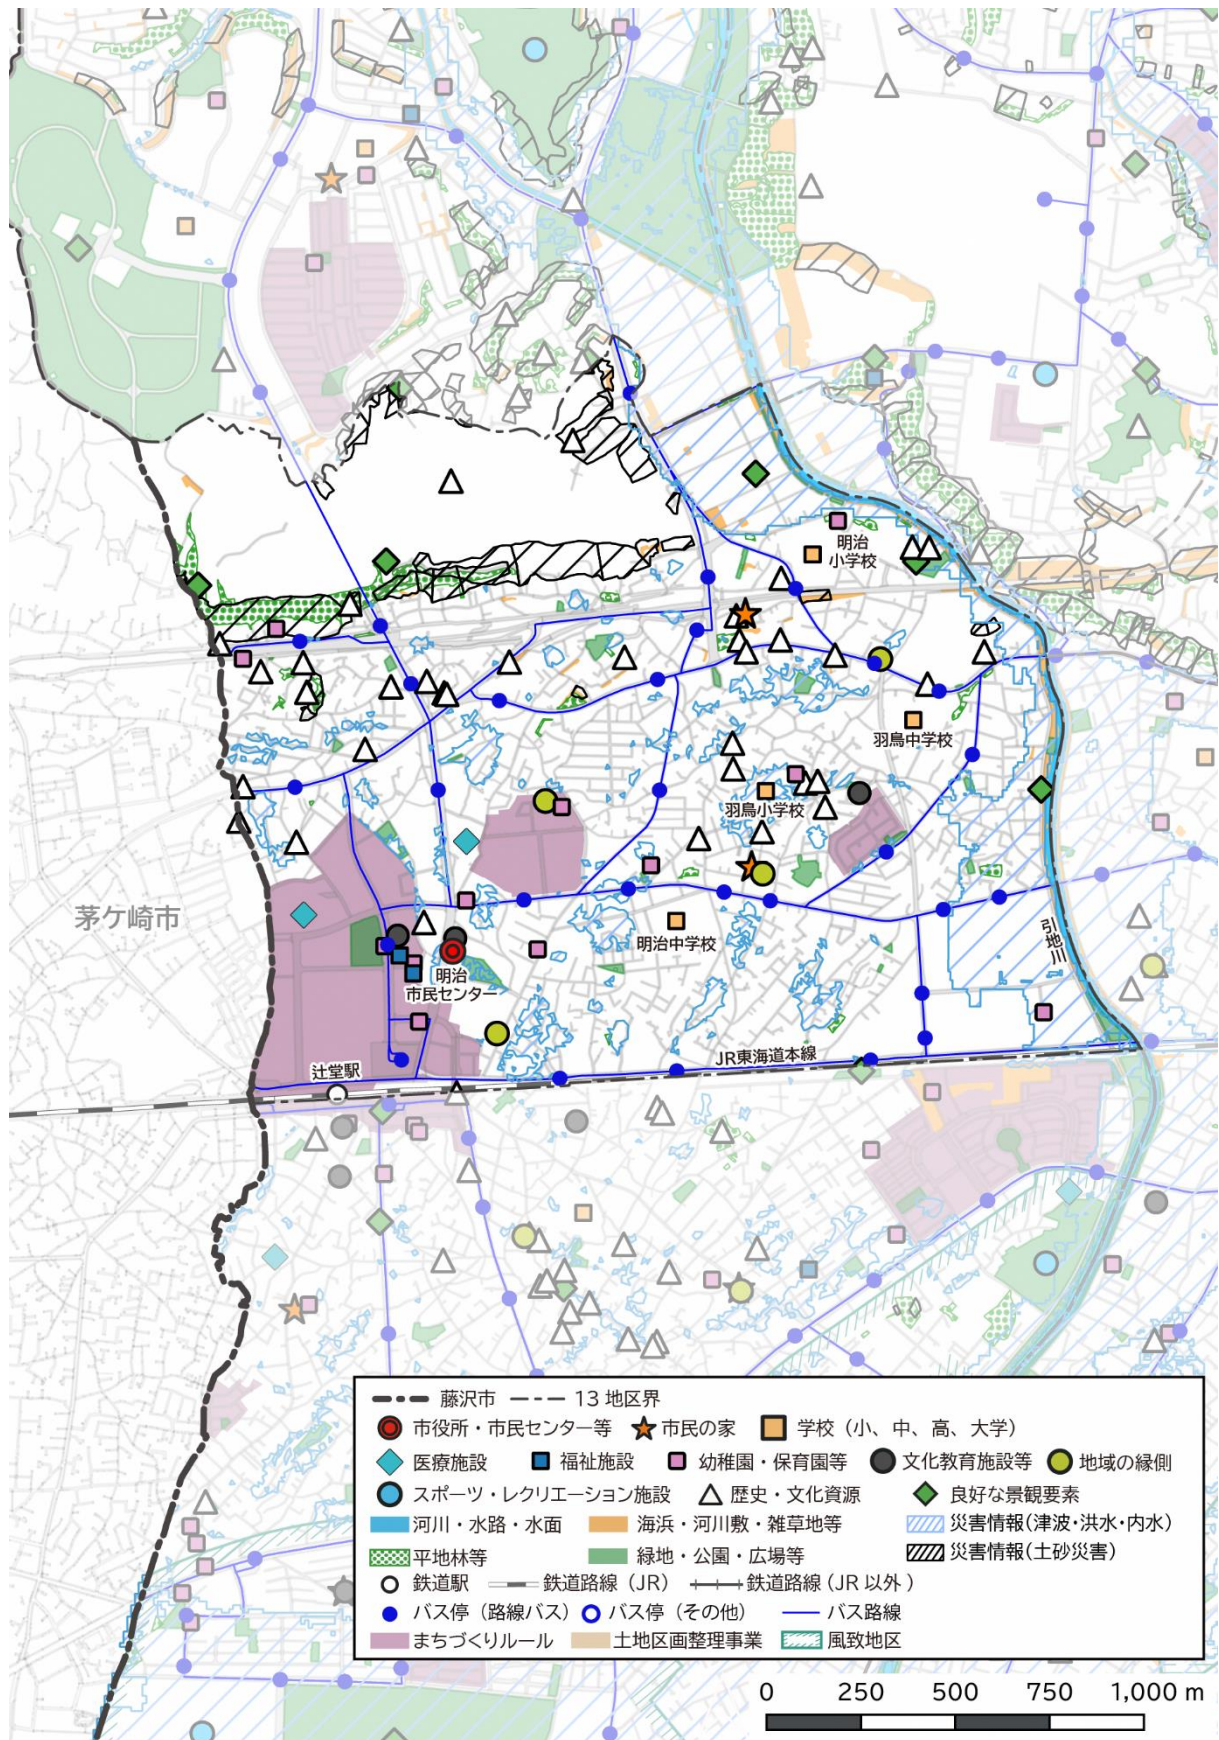 明治
小学校
羽鳥中学校
羽鳥小学校
茅ケ崎市
明治中学校
引地川
明治
市民センター
JR東海道本線
辻堂駅
藤沢市 13地区界
市役所・市民センター等 市民の家 学校（小、中、高、大学）
医療施設 福祉施設 幼稚園・保育園等 文化教育施設等 地域の縁側
スポーツ・レクリエーション施設 歴史・文化資源 良好な景観要素
河川・水路・水面 海浜・河川敷・雑草地等 災害情報(津波・洪水・内水)
平地林等 緑地・公園・広場等 災害情報(土砂災害)
鉄道駅 鉄道路線（JR） 鉄道路線（JR以外）
バス停（路線バス） バス停（その他） バス路線
まちづくりルール 土地区画整理事業 風致地区
0 250 500 750 1,000 m